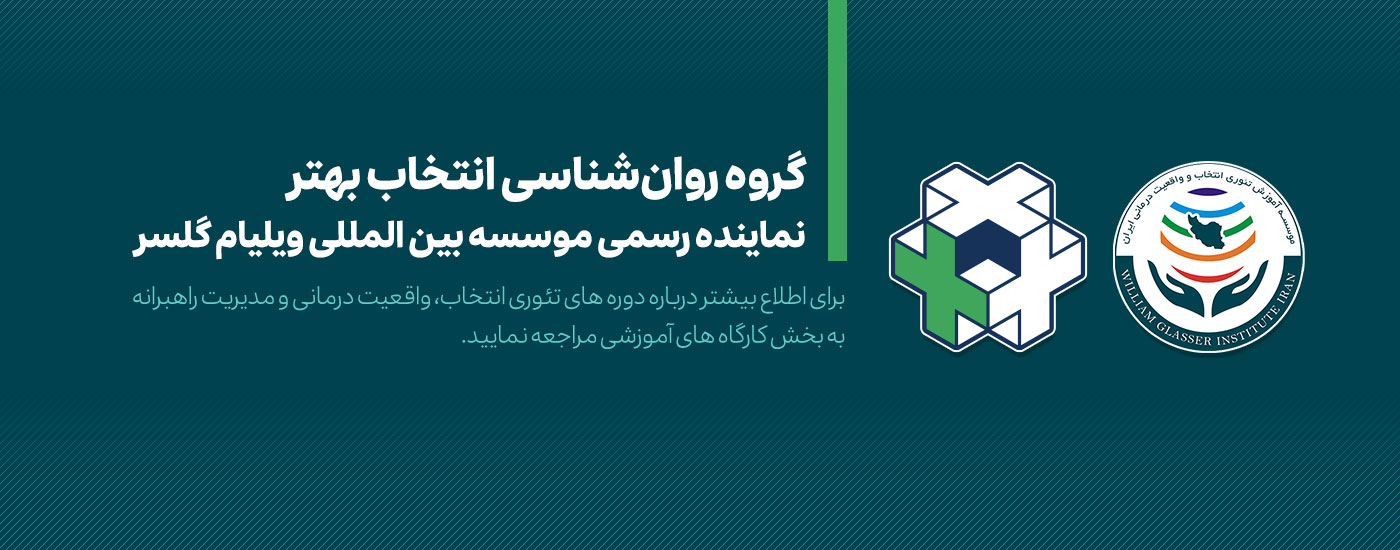 گروه روان‌شناسی انتخاب بهتر
نماینده رسمی موسسه بین المللی ویلیام گلسر
برای اطلاع بیشتر درباره دوره های تئوری انتخاب، واقعیت درمانی و مدیریت راهبرانه
به بخش کارگاه های آموزشی مراجعه نمایید.
موسسه آموزش تئوری انتخاب و واقعیت درمانی ایران
WILLIAM GLASSER INSTITUTE IRAN